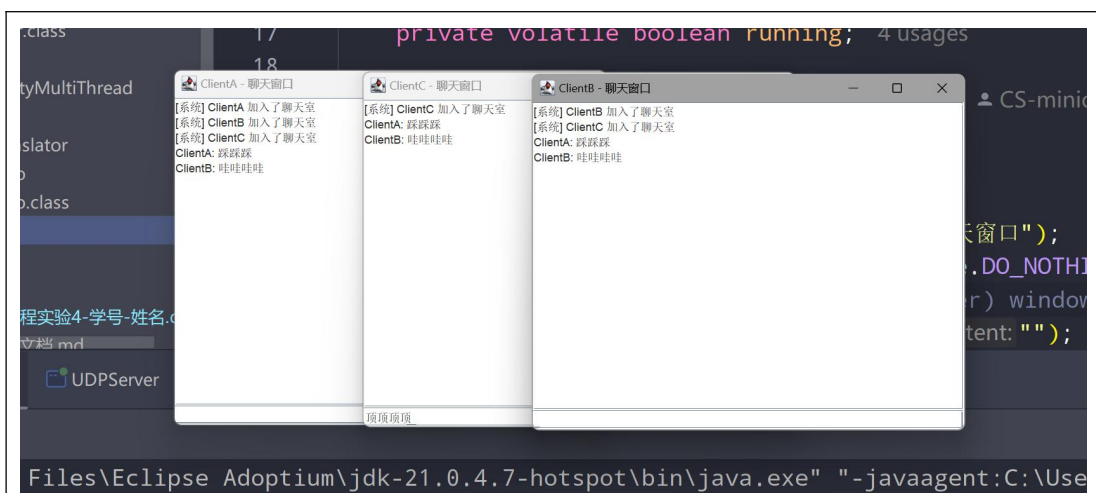 .class
17
private volatile boolean running; 4 usages
18
tyMultiThread
CS-minic
slator
.class
天窗口");
.DO_NOTHI
r) window
程实验4-学号-姓名.
文档.md
tent: "");
UDPServer
ClientA - 聊天窗口
[系统] ClientA 加入了聊天室
[系统] ClientB 加入了聊天室
[系统] ClientC 加入了聊天室
ClientA: 踩踩踩
ClientB: 哇哇哇哇
ClientC - 聊天窗口
[系统] ClientC 加入了聊天室
ClientA: 踩踩踩
ClientB: 哇哇哇哇
顶顶顶顶
ClientB - 聊天窗口
[系统] ClientB 加入了聊天室
[系统] ClientC 加入了聊天室
ClientA: 踩踩踩
ClientB: 哇哇哇哇
Files\Eclipse Adoptium\jdk-21.0.4.7-hotspot\bin\java.exe" "-javaagent:C:\Use